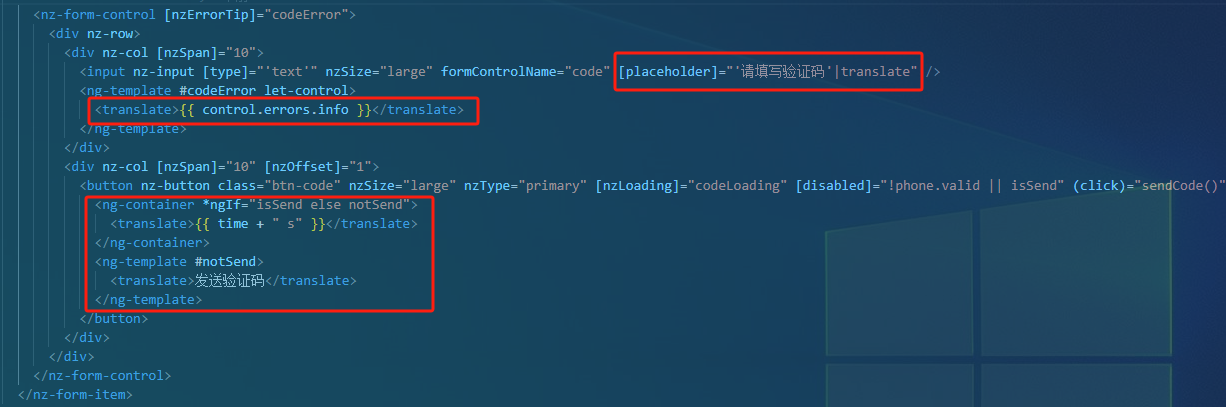 <nz-form-control [nzErrorTip]="codeError">
<div nz-row>
<div nz-col [nzSpan]="10">
<input nz-input [type]="'text'" nzSize="large" formControlName="code" [placeholder]="'请填写验证码'|translate" />
<ng-template #codeError let-control>
<translate>{{ control.errors.info }}</translate>
</ng-template>
</div>
<div nz-col [nzSpan]="10" [nzOffset]="1">
<button nz-button class="btn-code" nzSize="large" nzType="primary" [nzLoading]="codeLoading" [disabled]="!phone.valid || isSend" (click)="sendCode()"
<ng-container *ngIf="isSend else notSend">
<translate>{{ time + " s" }}</translate>
</ng-container>
<ng-template #notSend>
<translate>发送验证码</translate>
</ng-template>
</button>
</div>
</div>
</nz-form-control>
</nz-form-item>